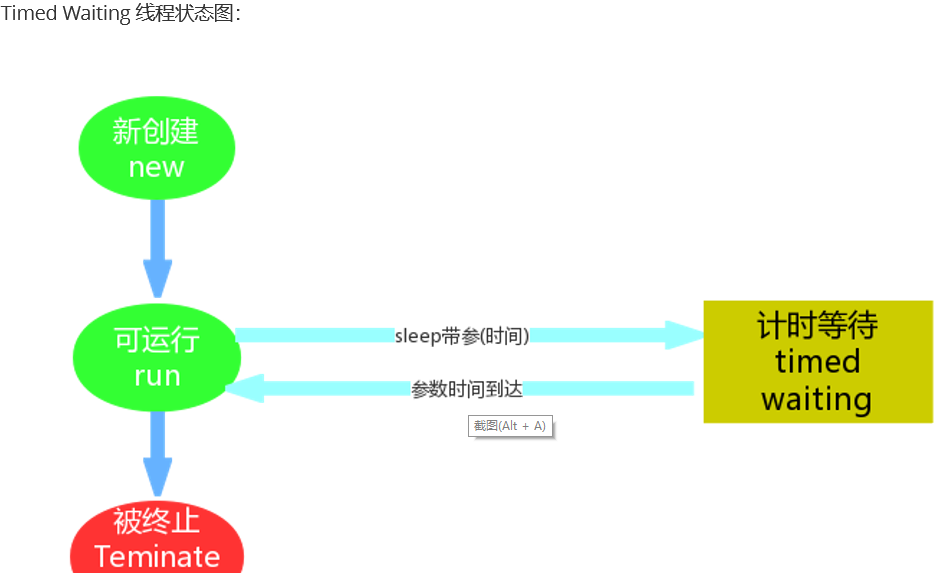 Timed Waiting 线程状态图：
新创建
new
可运行
run
sleep带参(时间)
参数时间到达
计时等待
timed
waiting
截图(Alt + A)
被终止
Teminate